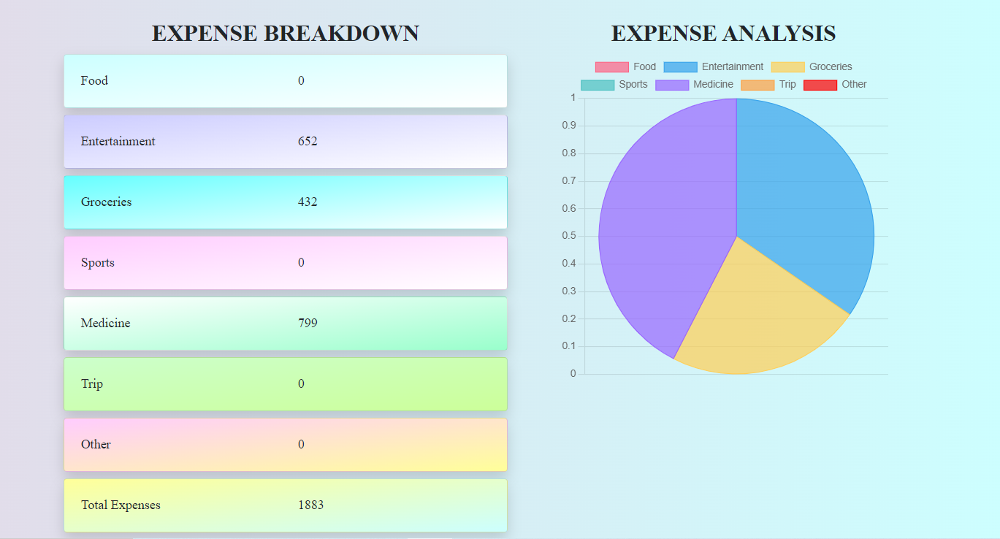 EXPENSE BREAKDOWN
Food 0
Entertainment 652
Groceries 432
Sports 0
Medicine 799
Trip 0
Other 0
Total Expenses 1883
EXPENSE ANALYSIS
Food Entertainment Groceries
Sports Medicine Trip Other
1
0.9
0.8
0.7
0.6
0.5
0.4
0.3
0.2
0.1
0